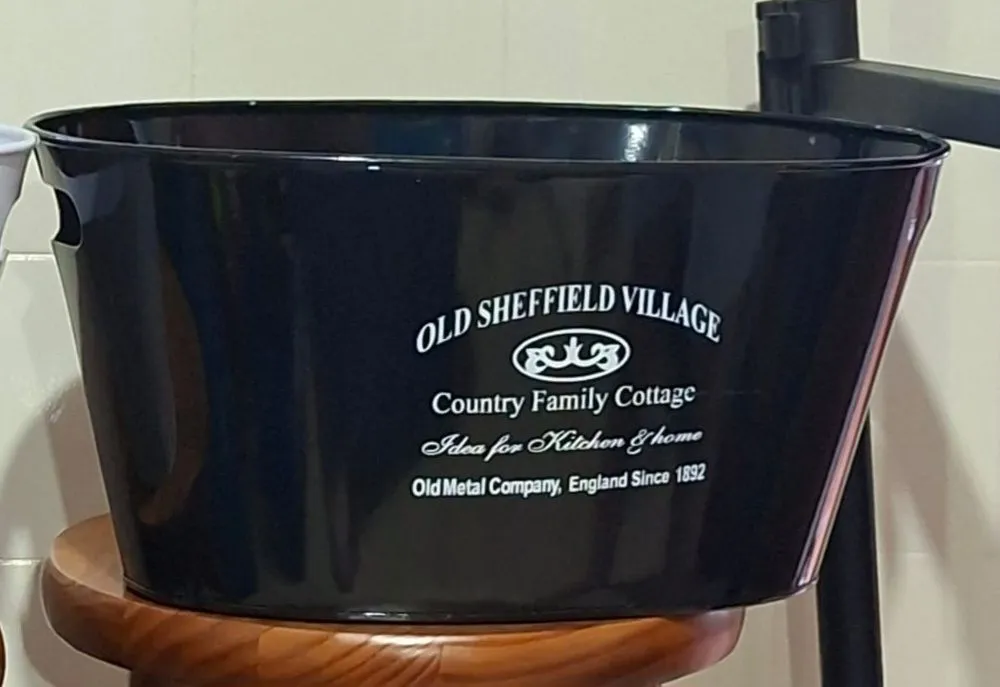 OLD SHEFFIELD VILLAGE
Country Family Cottage
Idea for Kitchen & home
Old Metal Company, England Since 1892